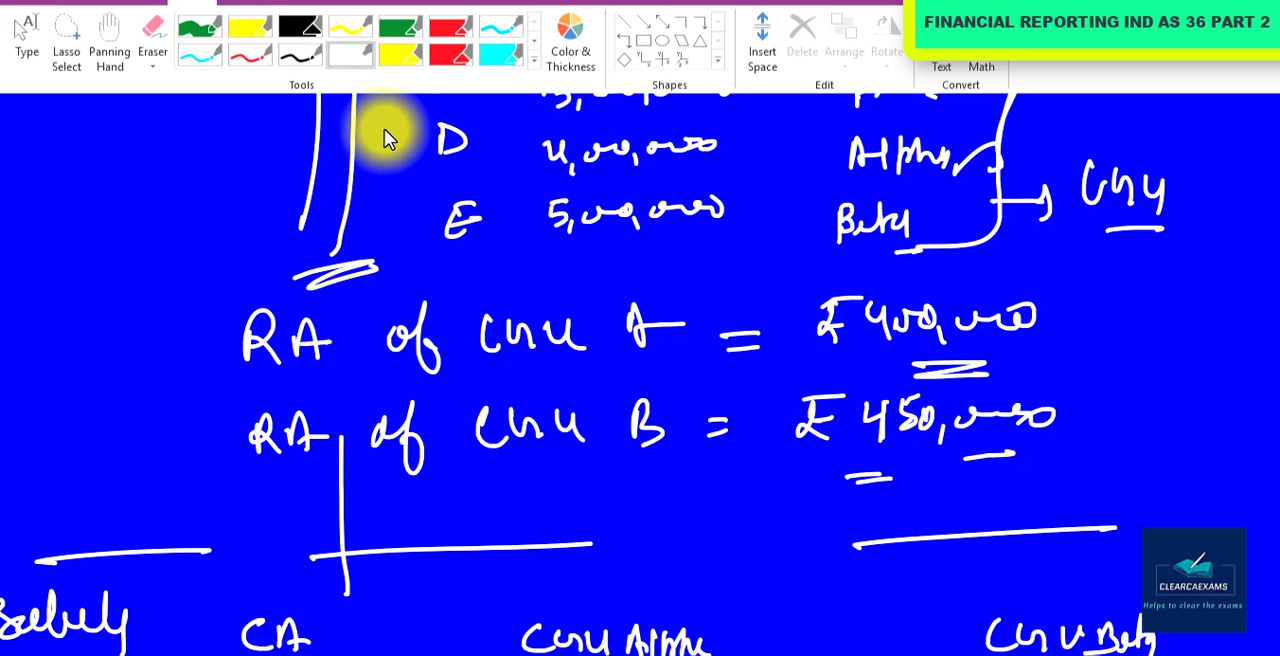 FINANCIAL REPORTING IND AS 36 PART 2
Type
Lasso Select
Panning Hand
Eraser
Color & Thickness
Insert Space
Delete
Arrange
Rotate
Text
Math
Tools
Shapes
Edit
Convert
D 4,00,000 Alpha
E 5,00,000 Beta
CGU
RA of CGU A = ₹ 400,000
RA of CGU B = ₹ 450,000
CA CGU Alpha CGU Beta
CLEARCAEXAMS
Helps to clear the exams